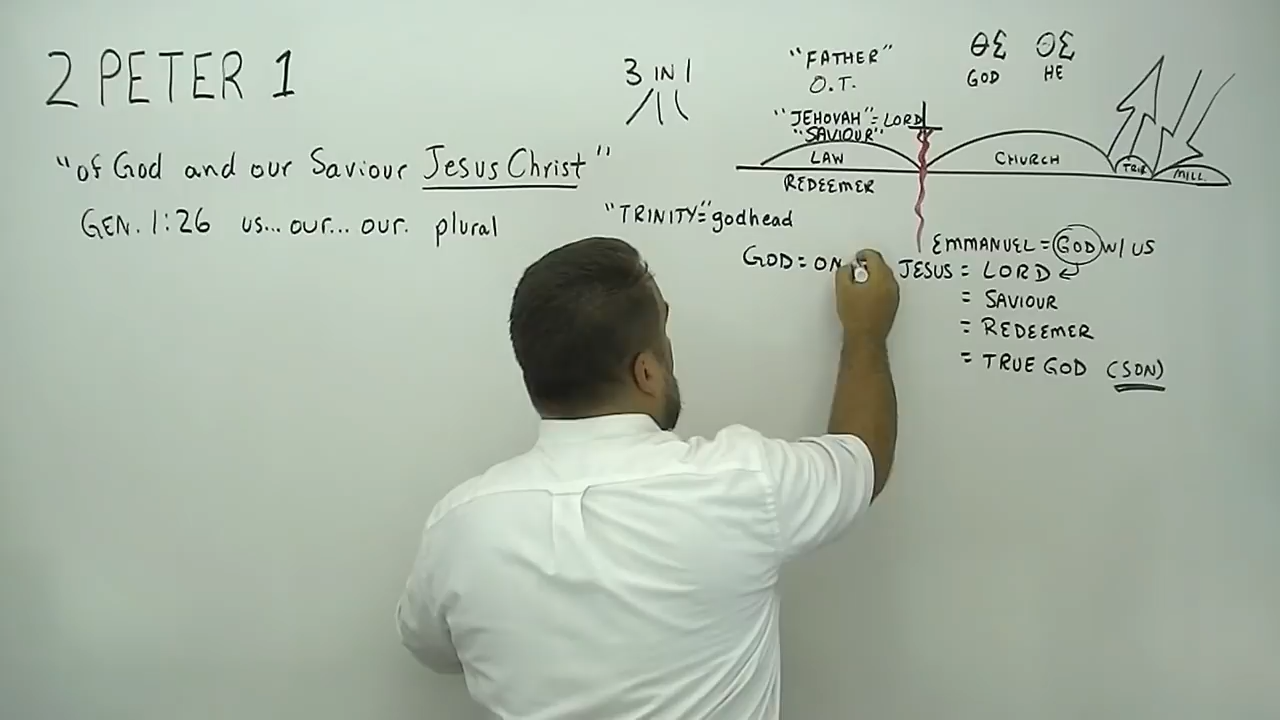 2 PETER 1
"of God and our Saviour Jesus Christ"
GEN. 1:26 us... our... our. plural
3 IN 1
"FATHER"
O.T.
"JEHOVAH" = LORD
"SAVIOUR"
LAW
REDEEMER
"TRINITY" = godhead
GOD = ON
ΘΣ ΟΣ
GOD HE
CHURCH
TRIB
MILL.
EMMANUEL = GOD W/ US
JESUS = LORD
= SAVIOUR
= REDEEMER
= TRUE GOD (SON)